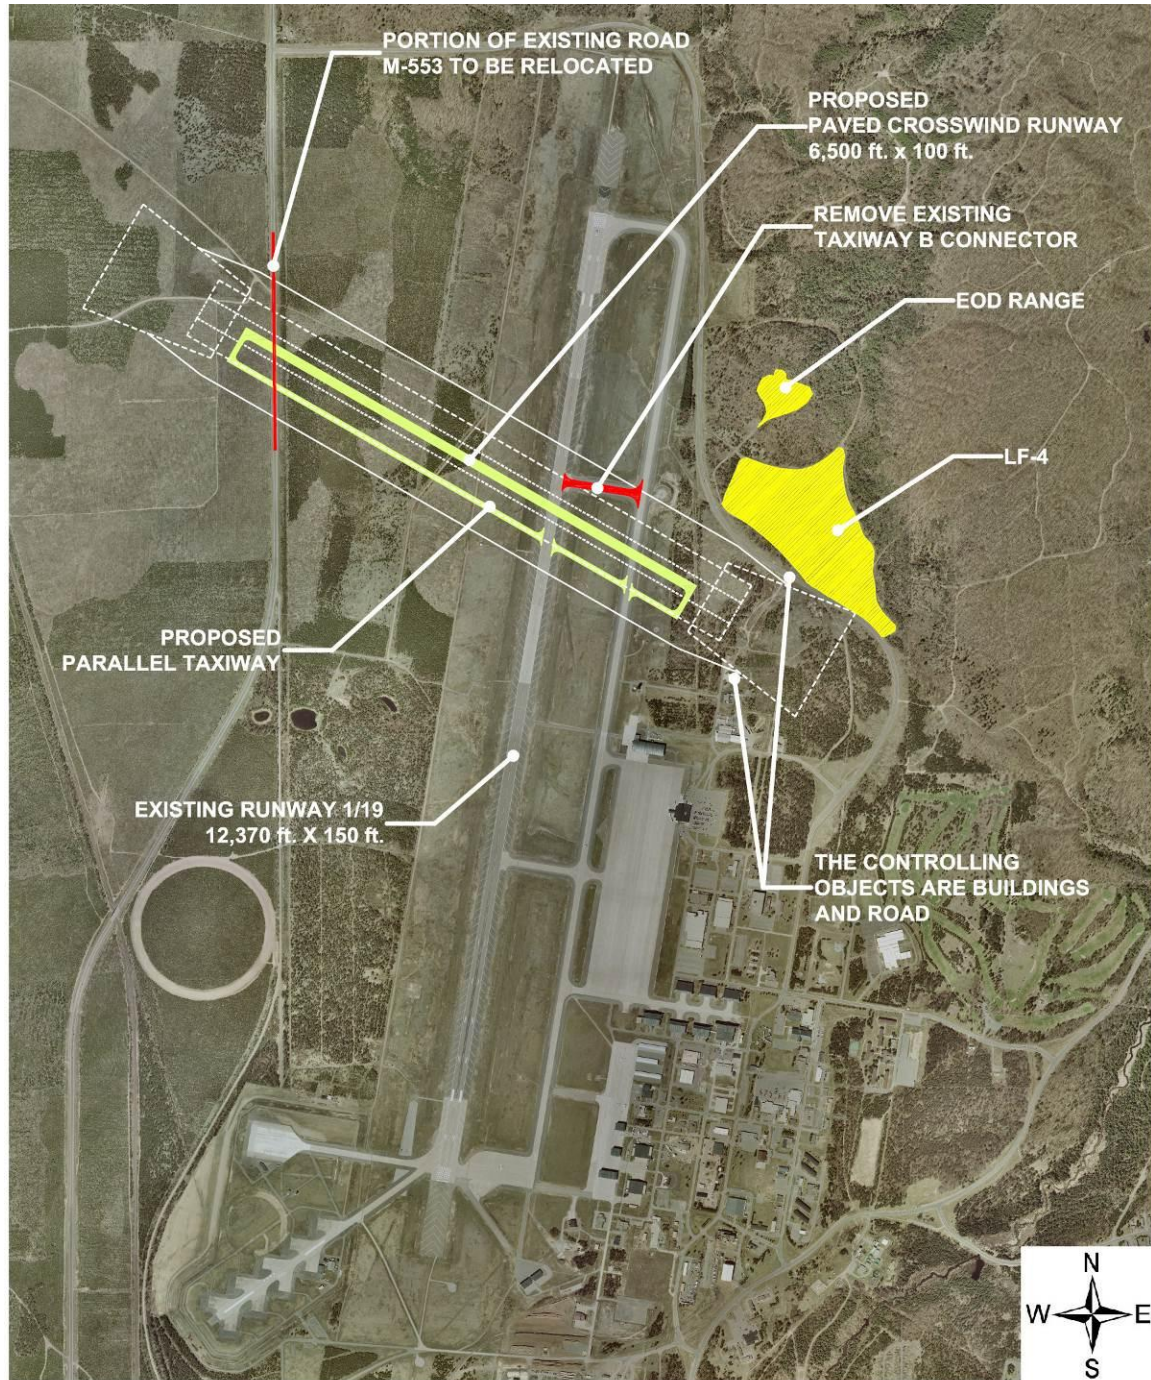 PORTION OF EXISTING ROAD
M-553 TO BE RELOCATED
PROPOSED
PAVED CROSSWIND RUNWAY
6,500 ft. x 100 ft.
REMOVE EXISTING
TAXIWAY B CONNECTOR
EOD RANGE
LF-4
PROPOSED
PARALLEL TAXIWAY
EXISTING RUNWAY 1/19
12,370 ft. X 150 ft.
THE CONTROLLING
OBJECTS ARE BUILDINGS
AND ROAD
N
W E
S